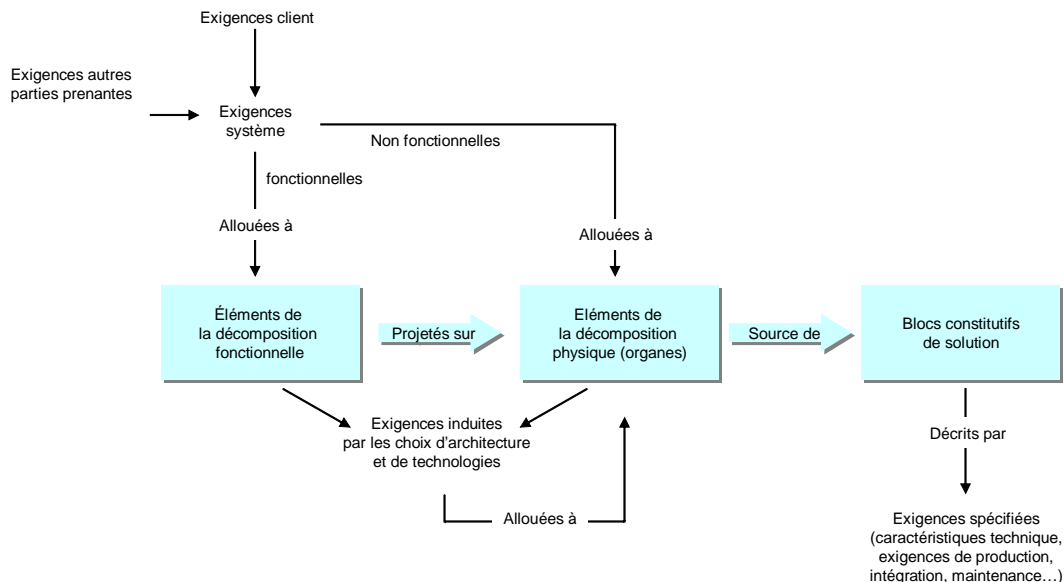 Exigences client
Exigences autres
parties prenantes
Exigences
système
Non fonctionnelles
fonctionnelles
Allouées à
Allouées à
Éléments de
la décomposition
fonctionnelle
Projetés sur
Eléments de
la décomposition
physique (organes)
Source de
Blocs constitutifs
de solution
Exigences induites
par les choix d'architecture
et de technologies
Allouées à
Décrits par
Exigences spécifiées
(caractéristiques technique,
exigences de production,
intégration, maintenance…)